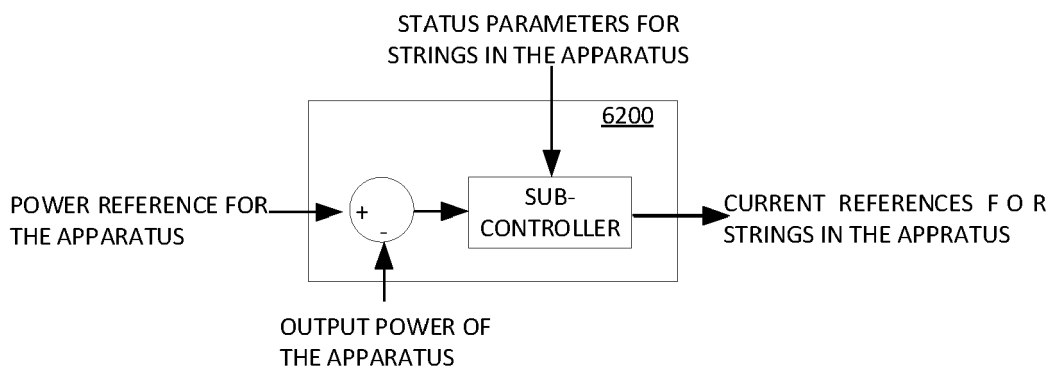 STATUS PARAMETERS FOR
STRINGS IN THE APPARATUS
6200
POWER REFERENCE FOR
THE APPARATUS
+
-
SUB-
CONTROLLER
CURRENT REFERENCES F O R
STRINGS IN THE APPRATUS
OUTPUT POWER OF
THE APPARATUS